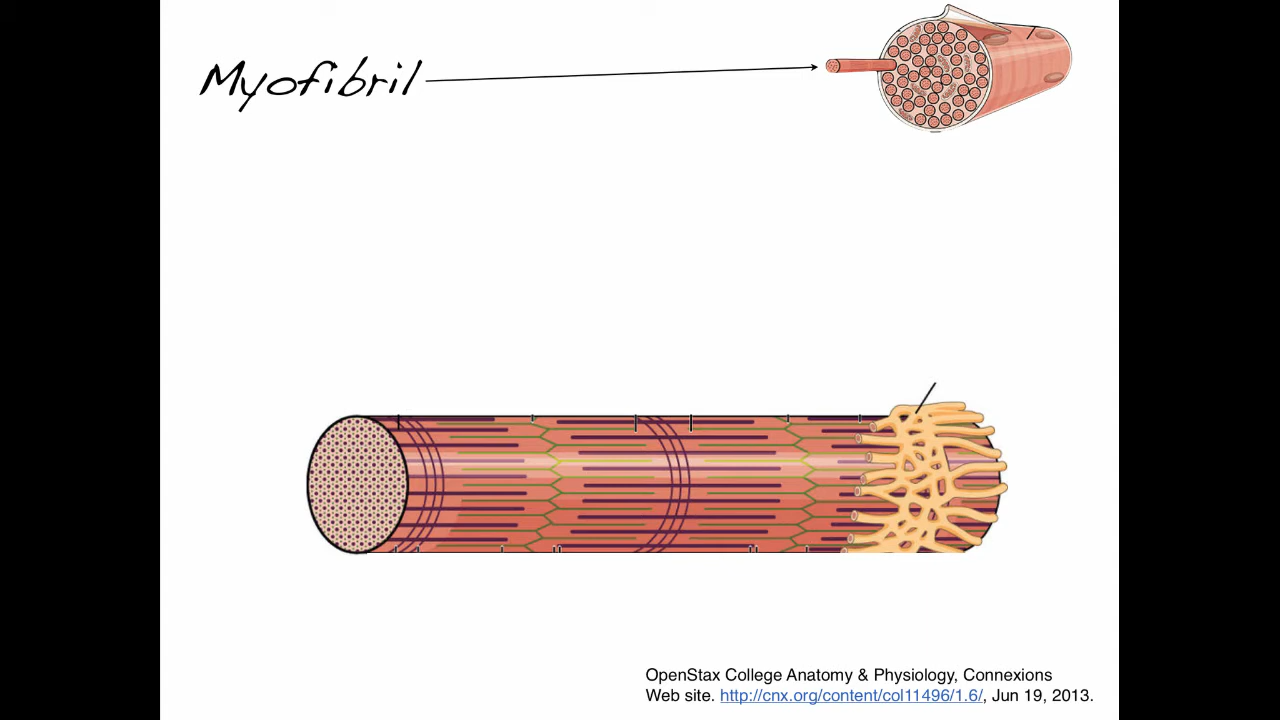 Myofibril
OpenStax College Anatomy & Physiology, Connexions
Web site. http://cnx.org/content/col11496/1.6/, Jun 19, 2013.